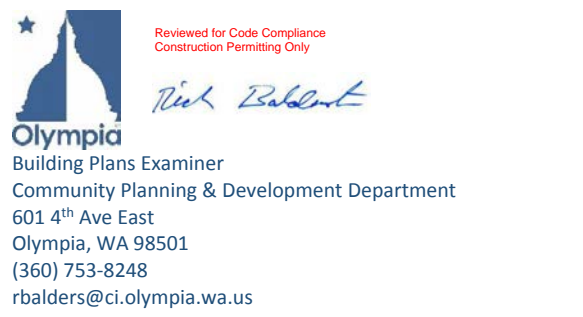 Reviewed for Code Compliance
Construction Permitting Only
Olympia
Building Plans Examiner
Community Planning & Development Department
601 4th Ave East
Olympia, WA 98501
(360) 753-8248
rbalders@ci.olympia.wa.us